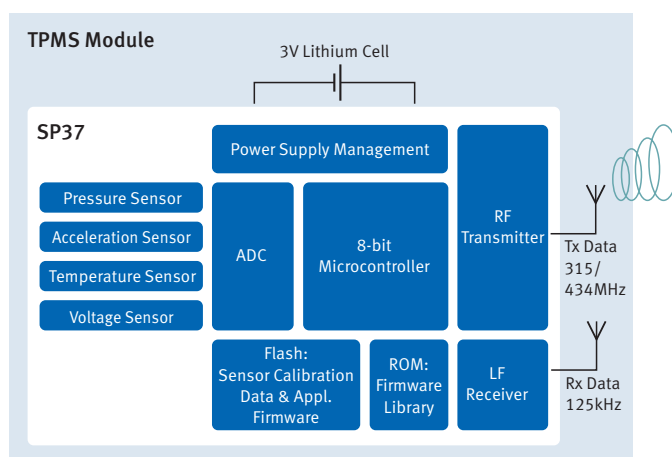 TPMS Module
3V Lithium Cell
SP37
Power Supply Management
Pressure Sensor
Acceleration Sensor
Temperature Sensor
Voltage Sensor
ADC
8-bit
Microcontroller
RF
Transmitter
Tx Data
315/
434MHz
Flash:
Sensor Calibration
Data & Appl.
Firmware
ROM:
Firmware
Library
LF
Receiver
Rx Data
125kHz